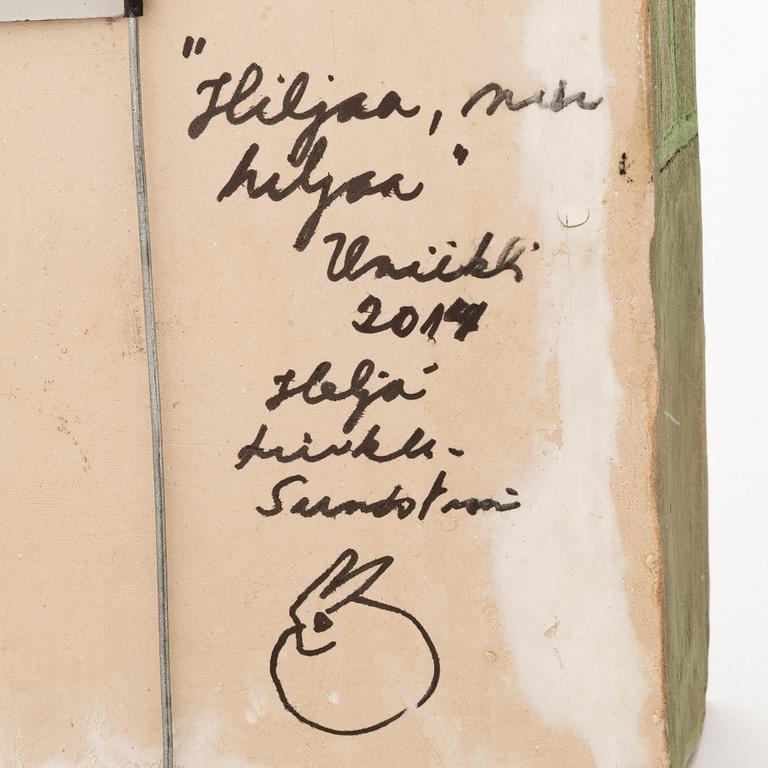 "Hiljaa, niin
hiljaa"
Uniikki
2014
Heljä
Liukko-
Sundström